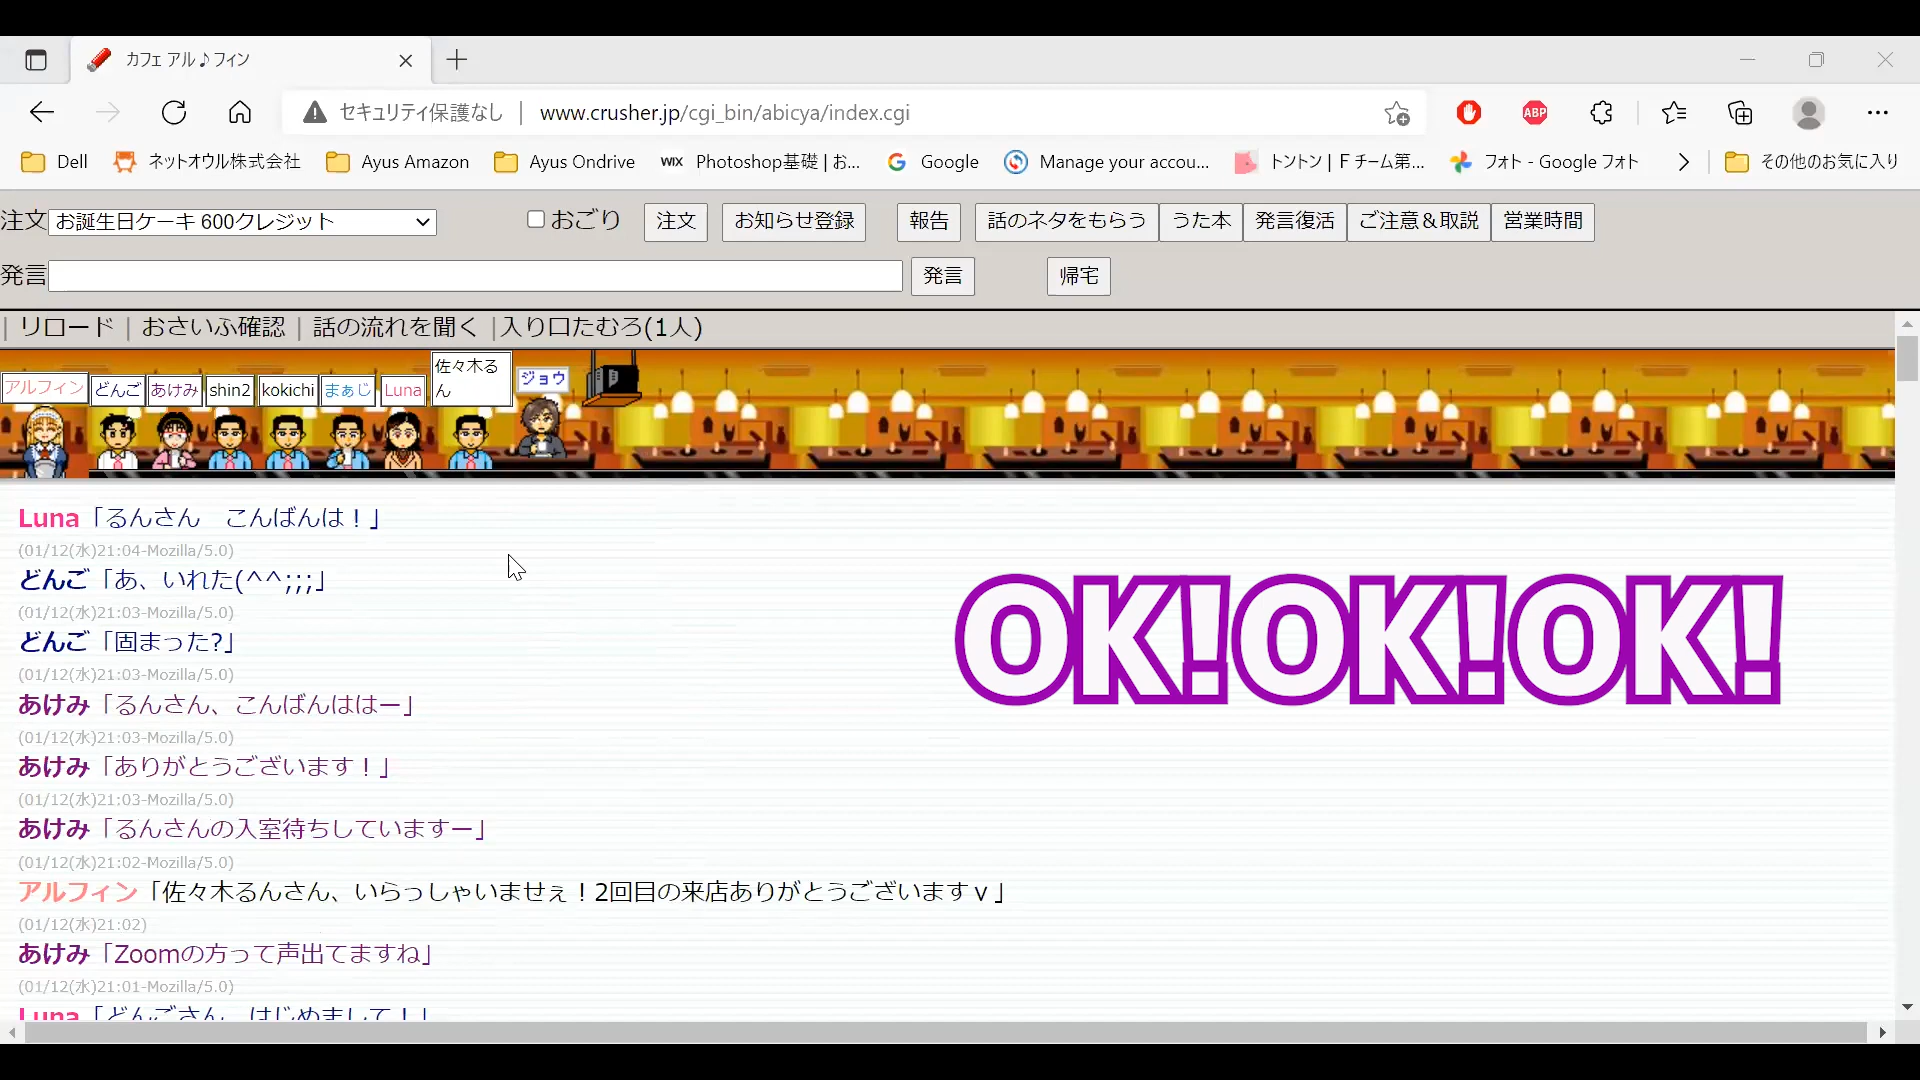 カフェ アル♪フィン
セキュリティ保護なし www.crusher.jp/cgi_bin/abicya/index.cgi ABP
Dell ネットオウル株式会社 Ayus Amazon Ayus Ondrive WIX Photoshop基礎 | お... Google Manage your accou... トントン | F チーム第... フォト - Google フォト その他のお気に入り
注文 お誕生日ケーキ 600クレジット おごり 注文 お知らせ登録 報告 話のネタをもらう うた本 発言復活 ご注意＆取説 営業時間
発言 発言 帰宅
| リロード | おさいふ確認 | 話の流れを聞く |入り口たむろ(1人)
アルフィン どんご あけみ shin2 kokichi まぁじ Luna 佐々木るん ジョウ
Luna「るんさん　こんばんは！」
(01/12(水)21:04-Mozilla/5.0)
どんご「あ、いれた(^^;;;」
(01/12(水)21:03-Mozilla/5.0)
どんご「固まった?」
(01/12(水)21:03-Mozilla/5.0)
OK!OK!OK!
あけみ「るんさん、こんばんははー」
(01/12(水)21:03-Mozilla/5.0)
あけみ「ありがとうございます！」
(01/12(水)21:03-Mozilla/5.0)
あけみ「るんさんの入室待ちしていますー」
(01/12(水)21:02-Mozilla/5.0)
アルフィン「佐々木るんさん、いらっしゃいませぇ！2回目の来店ありがとうございますｖ」
(01/12(水)21:02)
あけみ「Zoomの方って声出てますね」
(01/12(水)21:01-Mozilla/5.0)
Luna「どんごさん　はじめまして！」